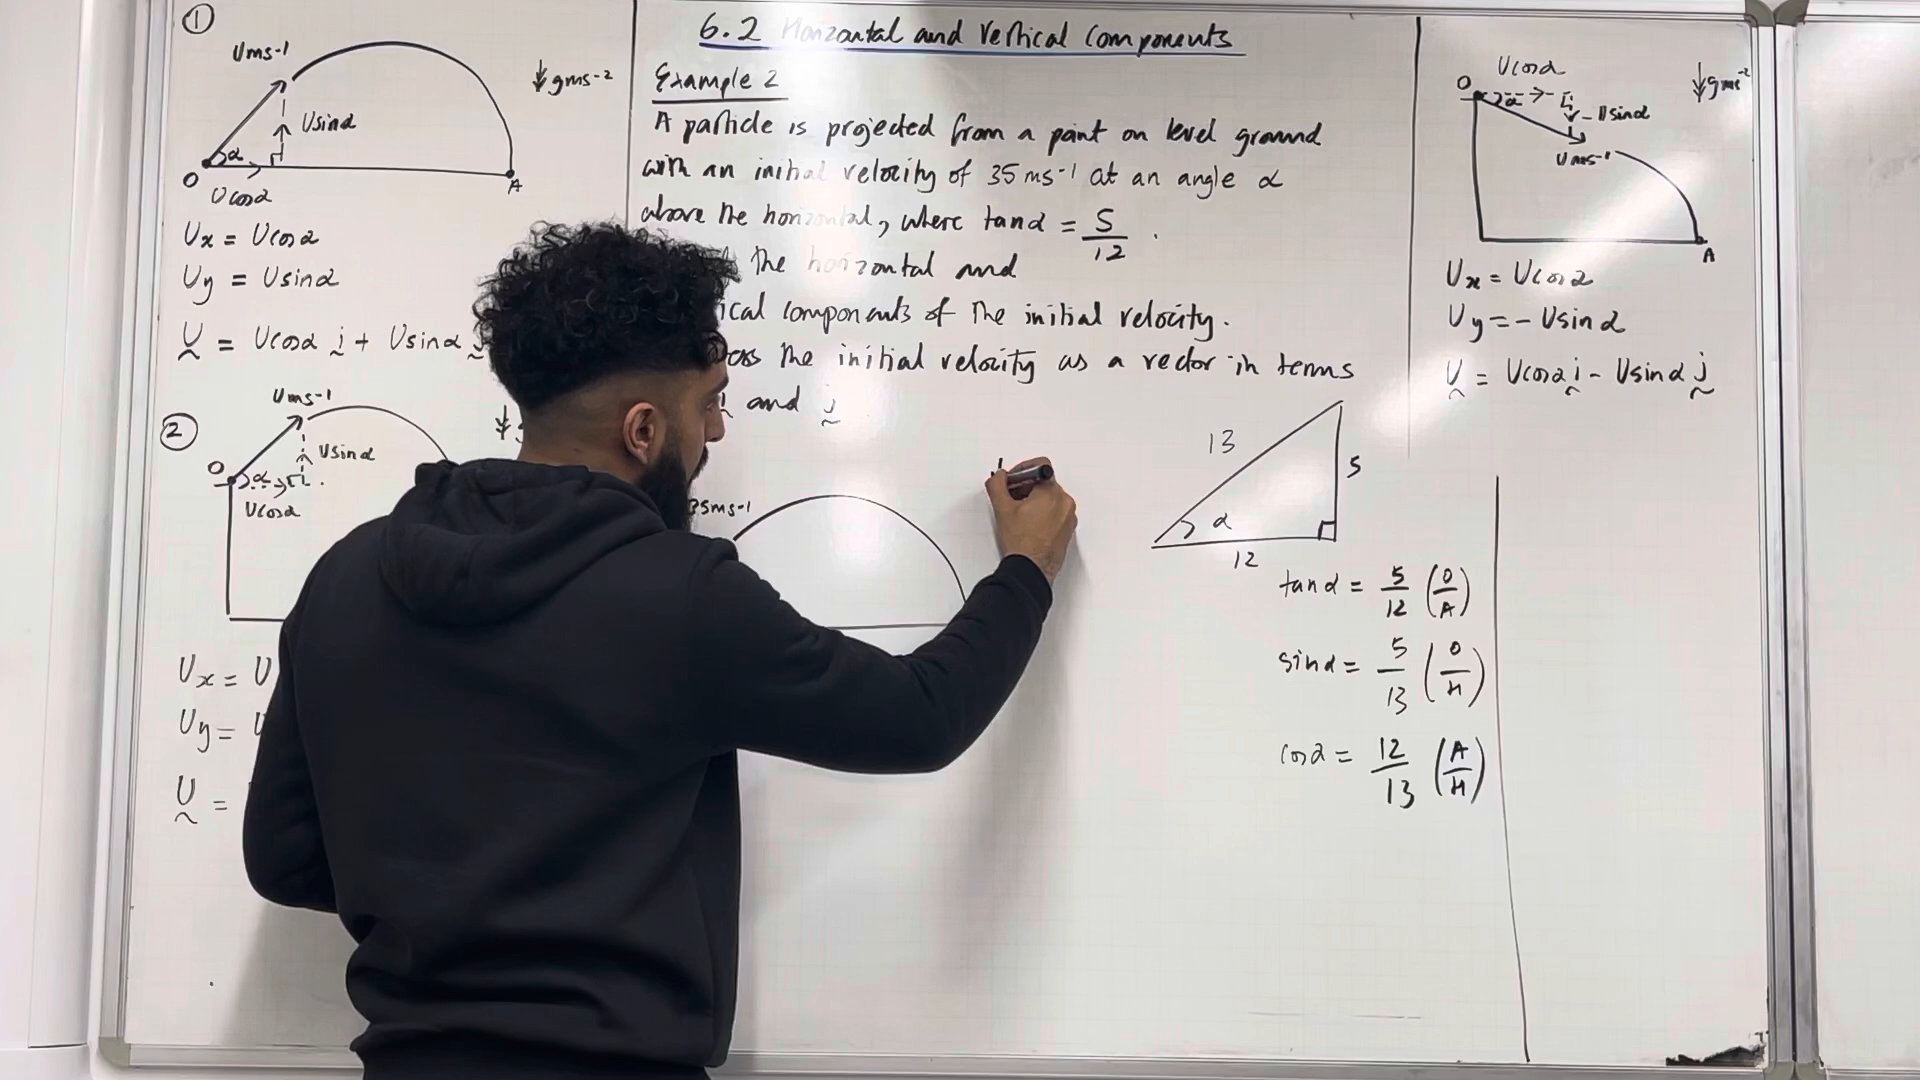 ①
Ums-1
↓gms-2
Usinα
α
O
Ucosα
A
Ux = Ucosα
Uy = Usinα
U = Ucosα i + Usinα
②
Ums-1
Usinα
O
α
Ucosα
Ux = U
Uy =
U =
6.2 Horizontal and Vertical Components
Example 2
A particle is projected from a point on level ground
with an initial velocity of 35 ms-1 at an angle α
above the horizontal, where tanα = 5/12 .
the horizontal and
ical components of the initial velocity.
ess the initial velocity as a vector in terms
and j
35ms-1
13
5
α
12
tanα = 5/12 (O/A)
sinα = 5/13 (O/H)
cosα = 12/13 (A/H)
Ucosα
O
α
-Usinα
↓gms-2
Ums-1
A
Ux = Ucosα
Uy = - Usinα
U = Ucosα i - Usinα j